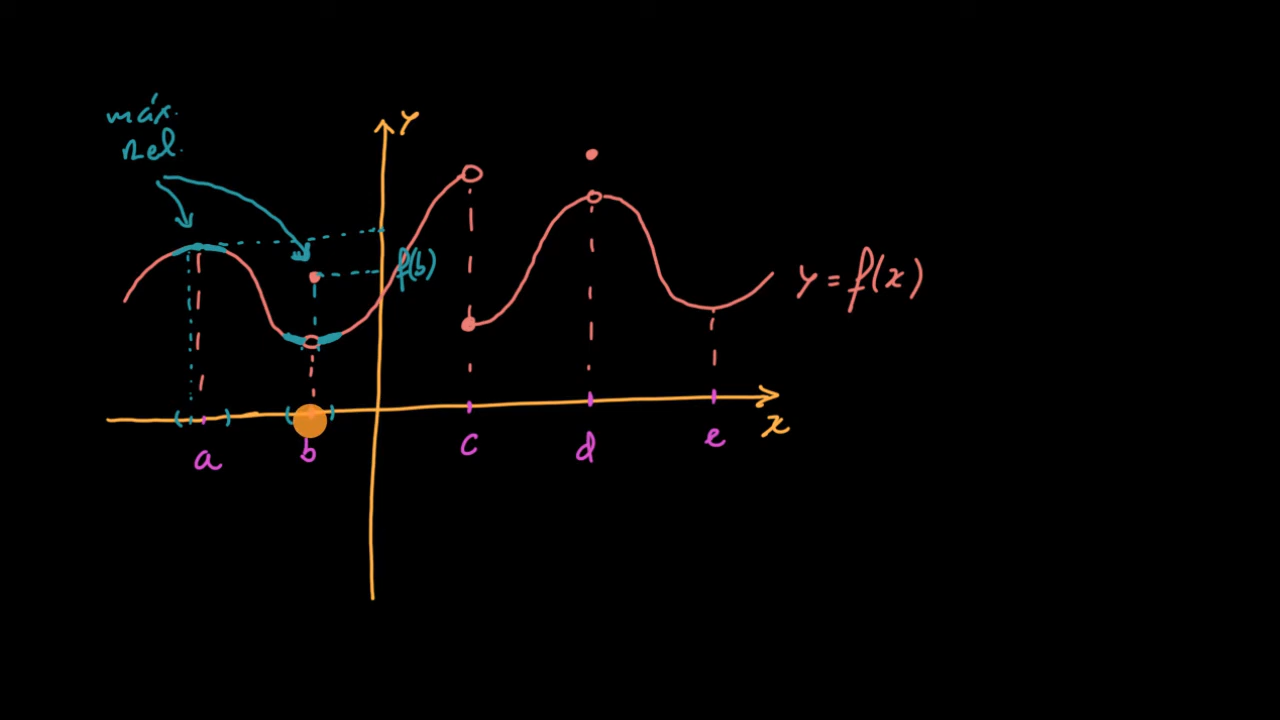 máx.
rel.
y
f(b)
y = f(x)
x
a
b
c
d
e